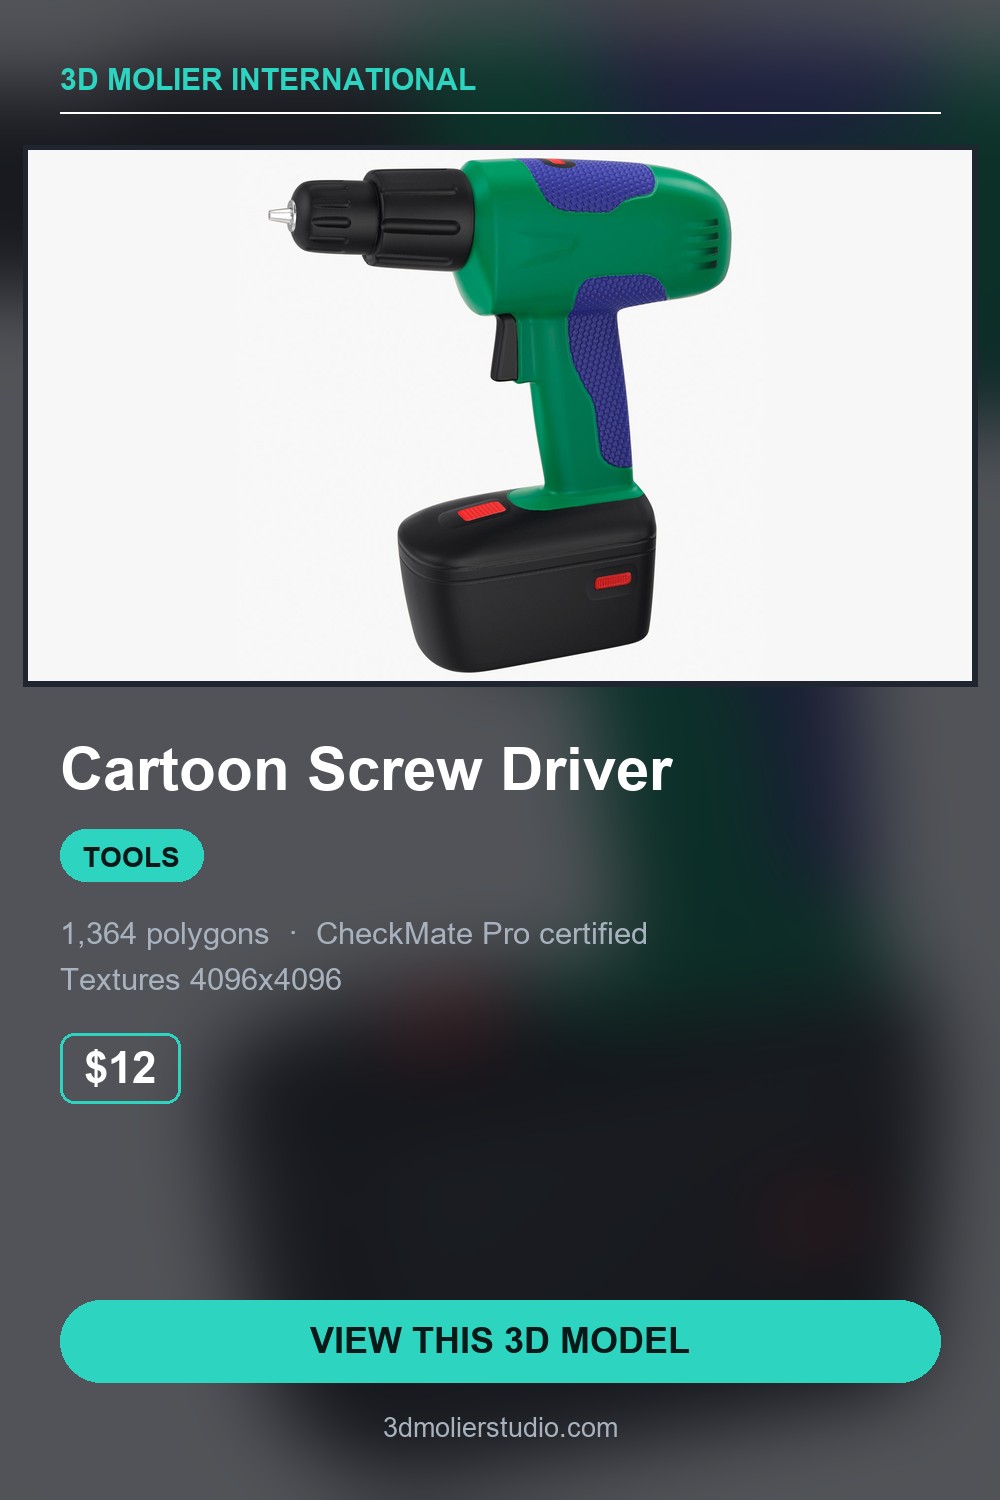 3D MOLIER INTERNATIONAL
Cartoon Screw Driver
TOOLS
1,364 polygons · CheckMate Pro certified
Textures 4096x4096
$12
VIEW THIS 3D MODEL
3dmolierstudio.com